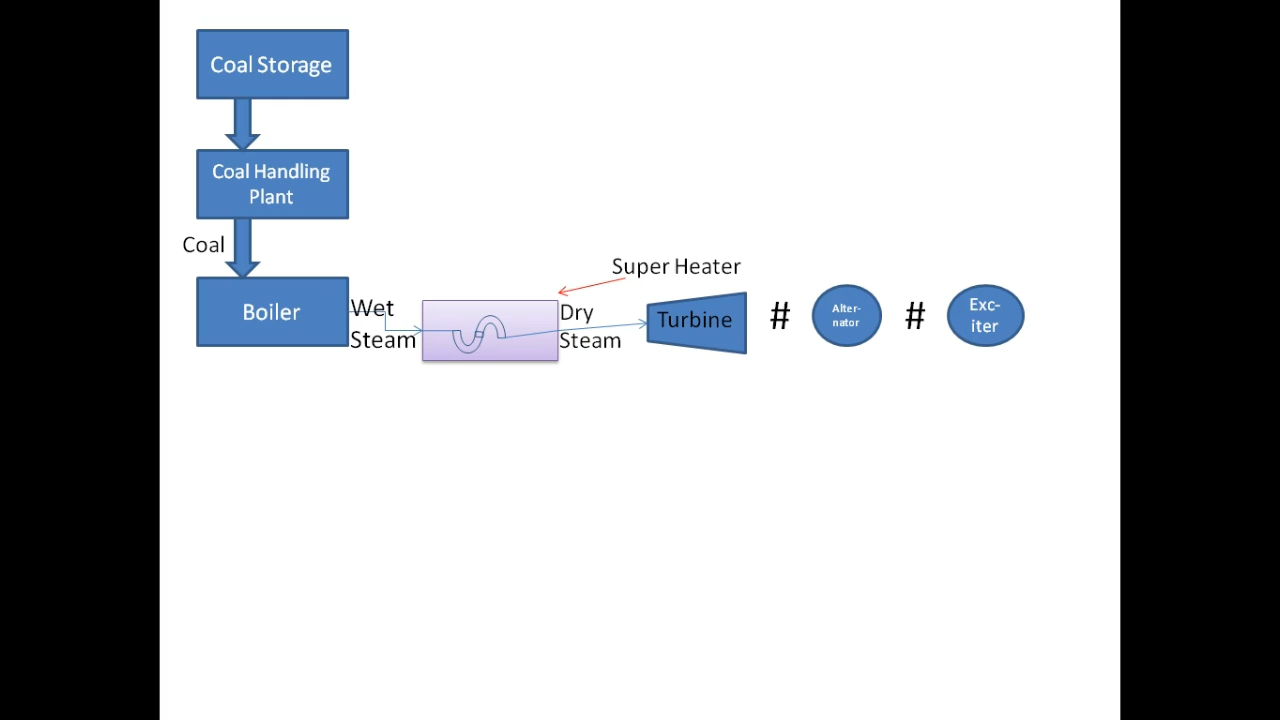 Coal Storage
Coal Handling
Plant
Coal
Boiler
Wet
Steam
Super Heater
Dry
Steam
Turbine
#
Alter-
nator
#
Exc-
iter